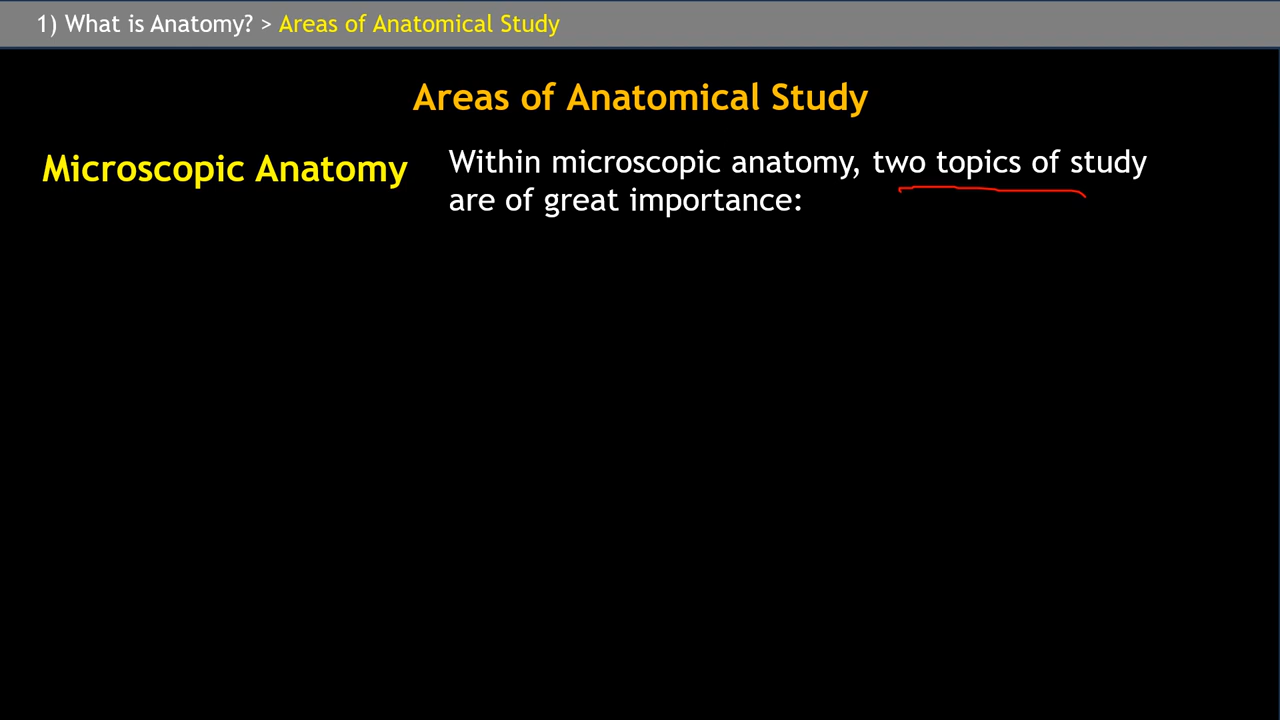 1) What is Anatomy? > Areas of Anatomical Study
Areas of Anatomical Study
Microscopic Anatomy
Within microscopic anatomy, two topics of study
are of great importance: